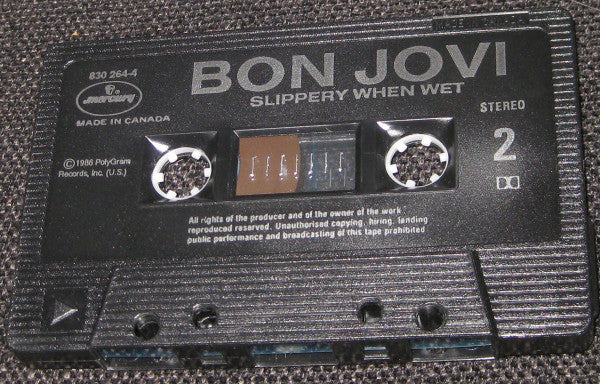 830 264-4
BON JOVI
SLIPPERY WHEN WET
mercury
MADE IN CANADA
STEREO
2
Ⓟ1986 PolyGram
Records, Inc. (U.S.)
All rights of the producer and of the owner of the work
reproduced reserved. Unauthorised copying, hiring, lending
public performance and broadcasting of this tape prohibited